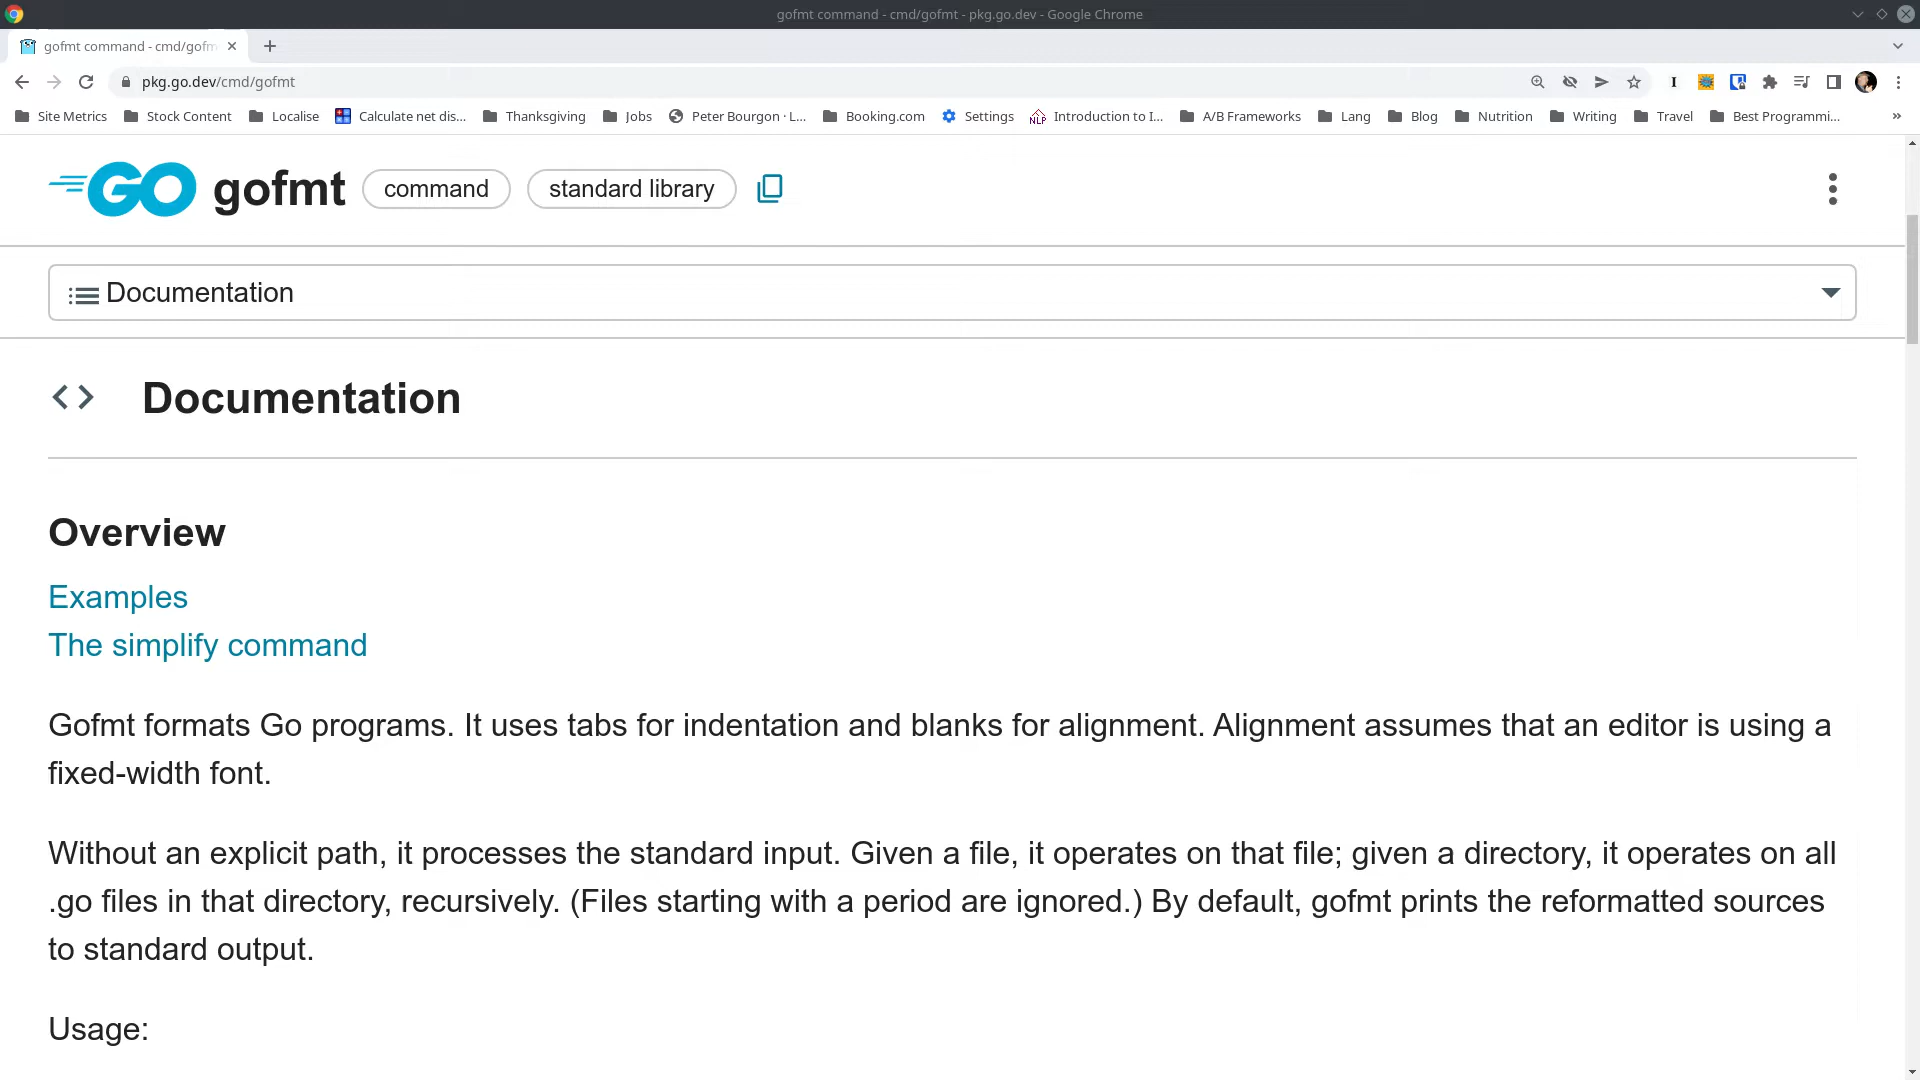 gofmt command - cmd/gofmt - pkg.go.dev - Google Chrome
gofmt command - cmd/gofm
pkg.go.dev/cmd/gofmt
Site Metrics
Stock Content
Localise
Calculate net dis...
Thanksgiving
Jobs
Peter Bourgon · L...
Booking.com
Settings
NLP
Introduction to I...
A/B Frameworks
Lang
Blog
Nutrition
Writing
Travel
Best Programmi...
»
GO gofmt command standard library
Documentation
Documentation
Overview
Examples
The simplify command
Gofmt formats Go programs. It uses tabs for indentation and blanks for alignment. Alignment assumes that an editor is using a
fixed-width font.
Without an explicit path, it processes the standard input. Given a file, it operates on that file; given a directory, it operates on all
.go files in that directory, recursively. (Files starting with a period are ignored.) By default, gofmt prints the reformatted sources
to standard output.
Usage: